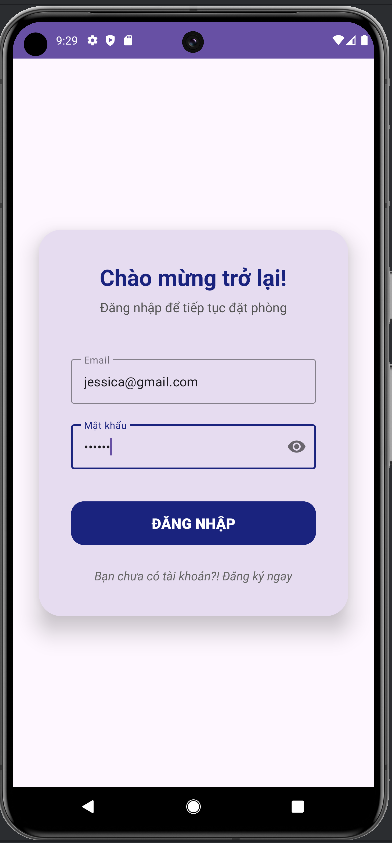 9:29
Chào mừng trở lại!
Đăng nhập để tiếp tục đặt phòng
Email
jessica@gmail.com
Mật khẩu
••••••
ĐĂNG NHẬP
Bạn chưa có tài khoản?! Đăng ký ngay